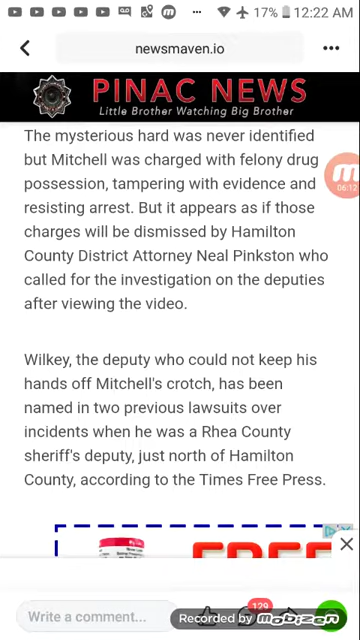 17% 12:22 AM
newsmaven.io
PINAC NEWS
Little Brother Watching Big Brother
The mysterious hard was never identified
but Mitchell was charged with felony drug
possession, tampering with evidence and
resisting arrest. But it appears as if those
charges will be dismissed by Hamilton
County District Attorney Neal Pinkston who
called for the investigation on the deputies
after viewing the video.
06:12
Wilkey, the deputy who could not keep his
hands off Mitchell's crotch, has been
named in two previous lawsuits over
incidents when he was a Rhea County
sheriff's deputy, just north of Hamilton
County, according to the Times Free Press.
FREE
Write a comment...
129
Recorded by mobizen